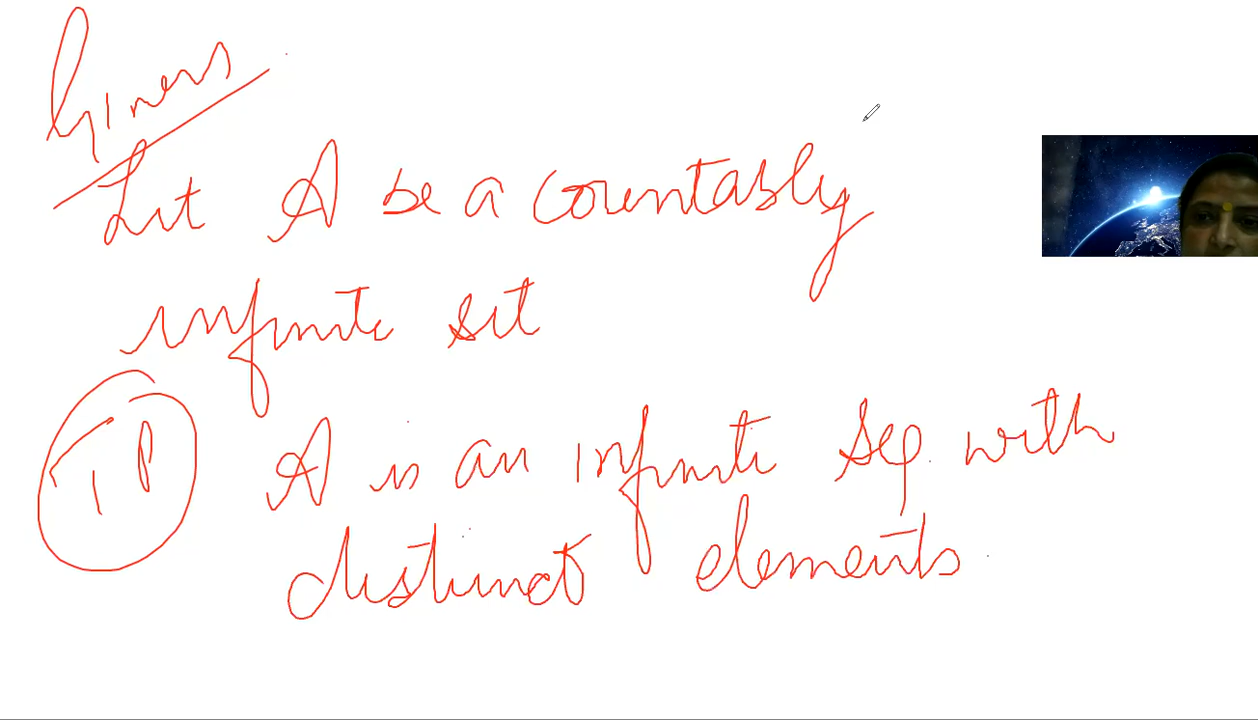 Given
Let A be a countably
infinite set
TP A is an infinite seq. with
distinct elements.